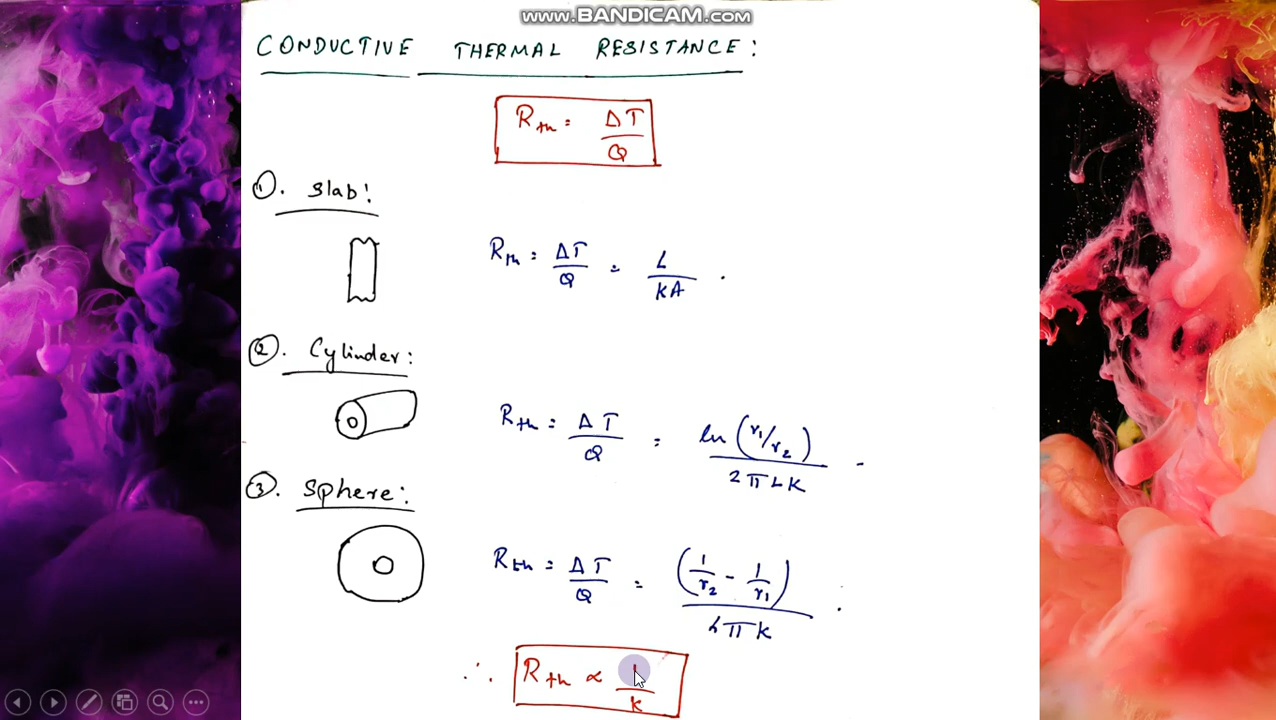 www.BANDICAM.com
CONDUCTIVE THERMAL RESISTANCE:
Rth = ΔT/Q
①. Slab:
Rth = ΔT/Q = L/KA .
②. Cylinder:
Rth = ΔT/Q = ln(r1/r2)/2πLK .
③. Sphere:
Rth = ΔT/Q = (1/r2 - 1/r1)/4πK .
∴ Rth ∝ 1/K